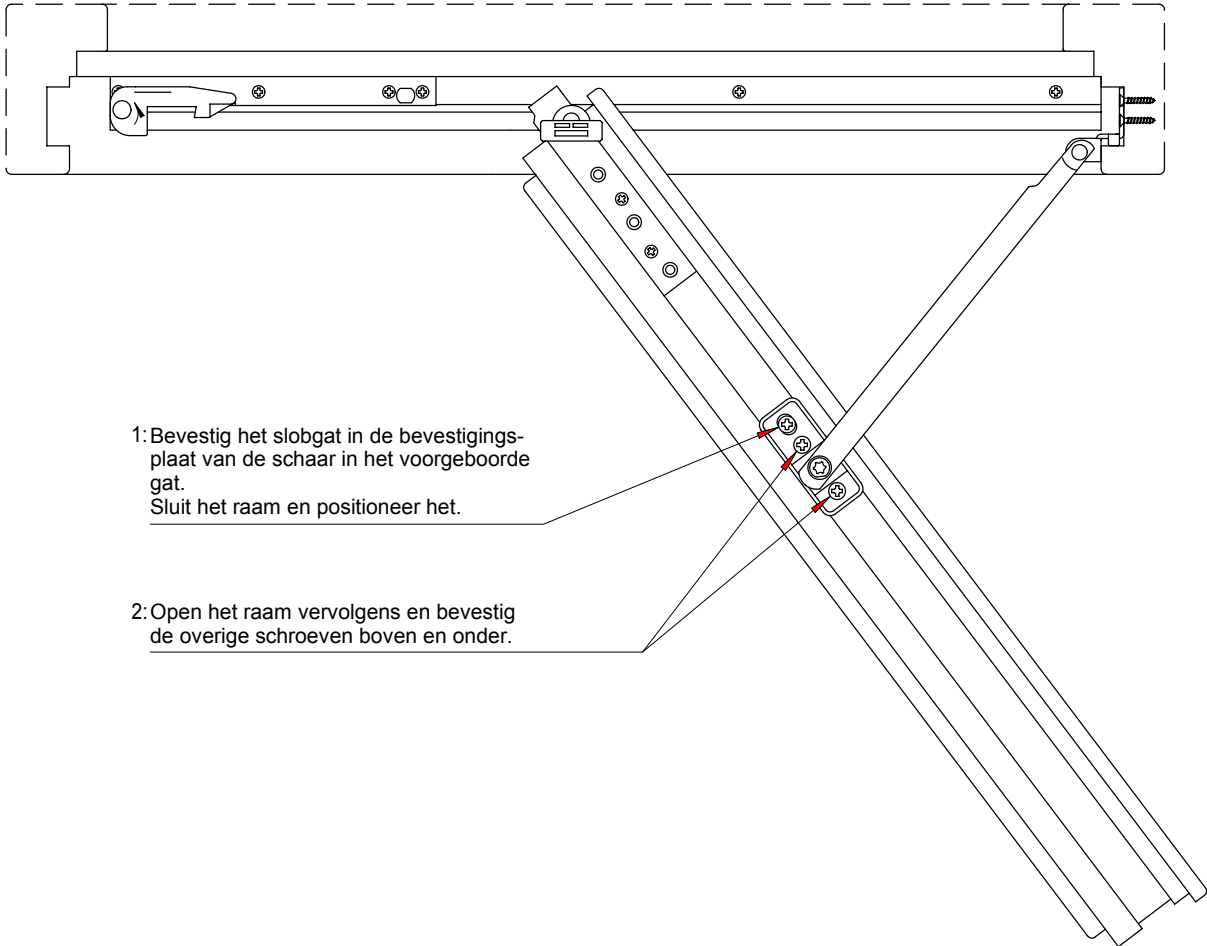 1: Bevestig het slobgat in de bevestigings-
plaat van de schaar in het voorgeboorde
gat.
Sluit het raam en positioneer het.
2: Open het raam vervolgens en bevestig
de overige schroeven boven en onder.